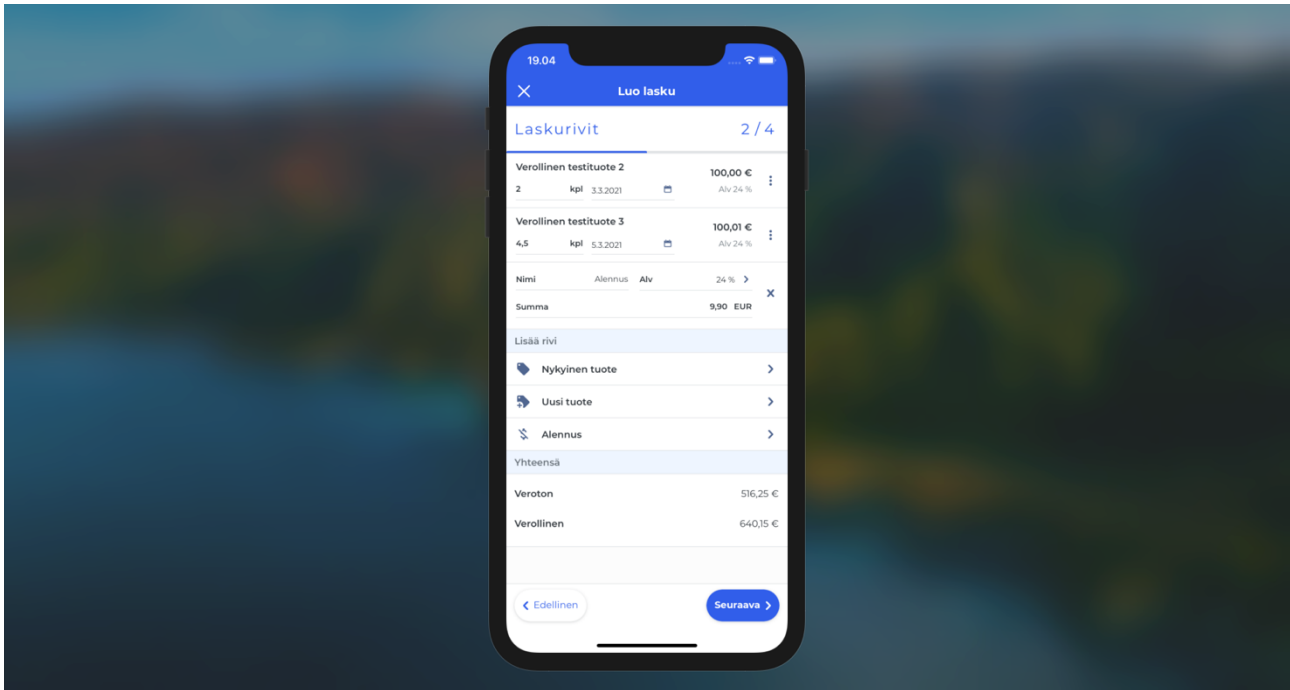 19.04
Luo lasku
Laskurivit 2 / 4
Verollinen testituote 2 100,00 €
2 kpl 3.3.2021 Alv 24 %
Verollinen testituote 3 100,01 €
4,5 kpl 5.3.2021 Alv 24 %
Nimi Alennus Alv 24 %
Summa 9,90 EUR
Lisää rivi
Nykyinen tuote
Uusi tuote
Alennus
Yhteensä
Veroton 516,25 €
Verollinen 640,15 €
Edellinen Seuraava